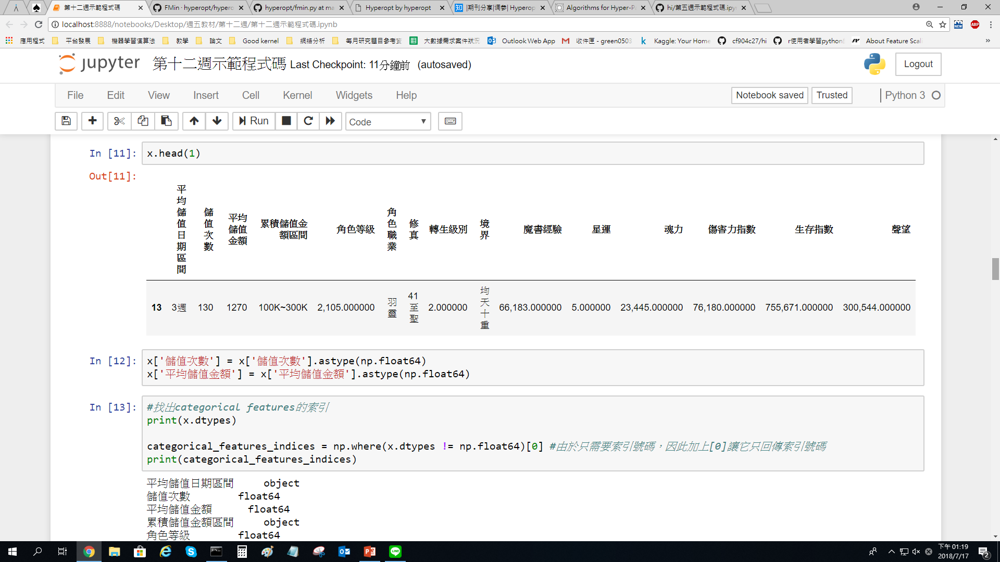 第十二週示範程式碼
FMin · hyperopt/hypero
hyperopt/fmin.py at ma
Hyperopt by hyperopt
|期刊分享|调参| Hyperop
Algorithms for Hyper-Pa
hi/第五週示範程式碼.ipyn
localhost:8888/notebooks/Desktop/週五教材/第十二週/第十二週示範程式碼.ipynb
NEW
ABP
應用程式
平台發展
機器學習演算法
教學
論文
Good kernel
網絡分析
每月研究題目參考資
大數據需求案件狀況
Outlook Web App
收件匣 - green0503
Kaggle: Your Home
cf904c27/hi
r使用者學習python
About Feature Scali
»
jupyter
第十二週示範程式碼 Last Checkpoint: 11分鐘前 (autosaved)
Logout
File Edit View Insert Cell Kernel Widgets Help
Notebook saved
Trusted
Python 3
Run
Code
In [11]: x.head(1)
Out[11]:
平均儲值日期區間 儲值次數 平均儲值金額 累積儲值金額區間 角色等級 角色職業 修真 轉生級別 境界 魔書經驗 星運 魂力 傷害力指數 生存指數 聲望
13 3週 130 1270 100K~300K 2,105.000000 羽靈 41至聖 2.000000 均天十重 66,183.000000 5.000000 23,445.000000 76,180.000000 755,671.000000 300,544.000000
In [12]: x['儲值次數'] = x['儲值次數'].astype(np.float64)
x['平均儲值金額'] = x['平均儲值金額'].astype(np.float64)
In [13]: #找出categorical features的索引
print(x.dtypes)
categorical_features_indices = np.where(x.dtypes != np.float64)[0] #由於只需要索引號碼，因此加上[0]讓它只回傳索引號碼
print(categorical_features_indices)
平均儲值日期區間 object
儲值次數 float64
平均儲值金額 float64
累積儲值金額區間 object
角色等級 float64
下午 01:19
2018/7/17
2